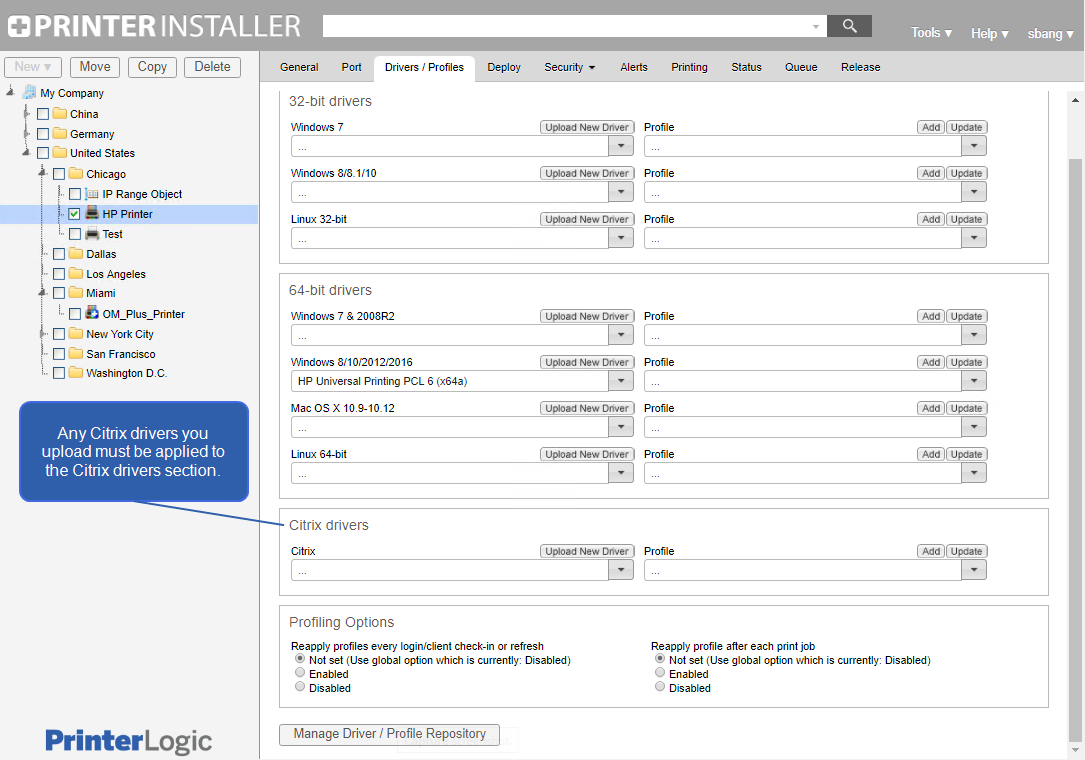 PRINTERINSTALLER
Tools ▾
Help ▾
sbang ▾
New ▾
Move
Copy
Delete
General
Port
Drivers / Profiles
Deploy
Security ▾
Alerts
Printing
Status
Queue
Release
My Company
China
Germany
United States
Chicago
IP Range Object
HP Printer
Test
Dallas
Los Angeles
Miami
OM_Plus_Printer
New York City
San Francisco
Washington D.C.
Any Citrix drivers you
upload must be applied to
the Citrix drivers section.
PrinterLogic
32-bit drivers
Windows 7 Upload New Driver Profile Add Update
... ...
Windows 8/8.1/10 Upload New Driver Profile Add Update
... ...
Linux 32-bit Upload New Driver Profile Add Update
... ...
64-bit drivers
Windows 7 & 2008R2 Upload New Driver Profile Add Update
... ...
Windows 8/10/2012/2016 Upload New Driver Profile Add Update
HP Universal Printing PCL 6 (x64a) ...
Mac OS X 10.9-10.12 Upload New Driver Profile Add Update
... ...
Linux 64-bit Upload New Driver Profile Add Update
... ...
Citrix drivers
Citrix Upload New Driver Profile Add Update
... ...
Profiling Options
Reapply profiles every login/client check-in or refresh
Not set (Use global option which is currently: Disabled)
Enabled
Disabled
Reapply profile after each print job
Not set (Use global option which is currently: Disabled)
Enabled
Disabled
Manage Driver / Profile Repository